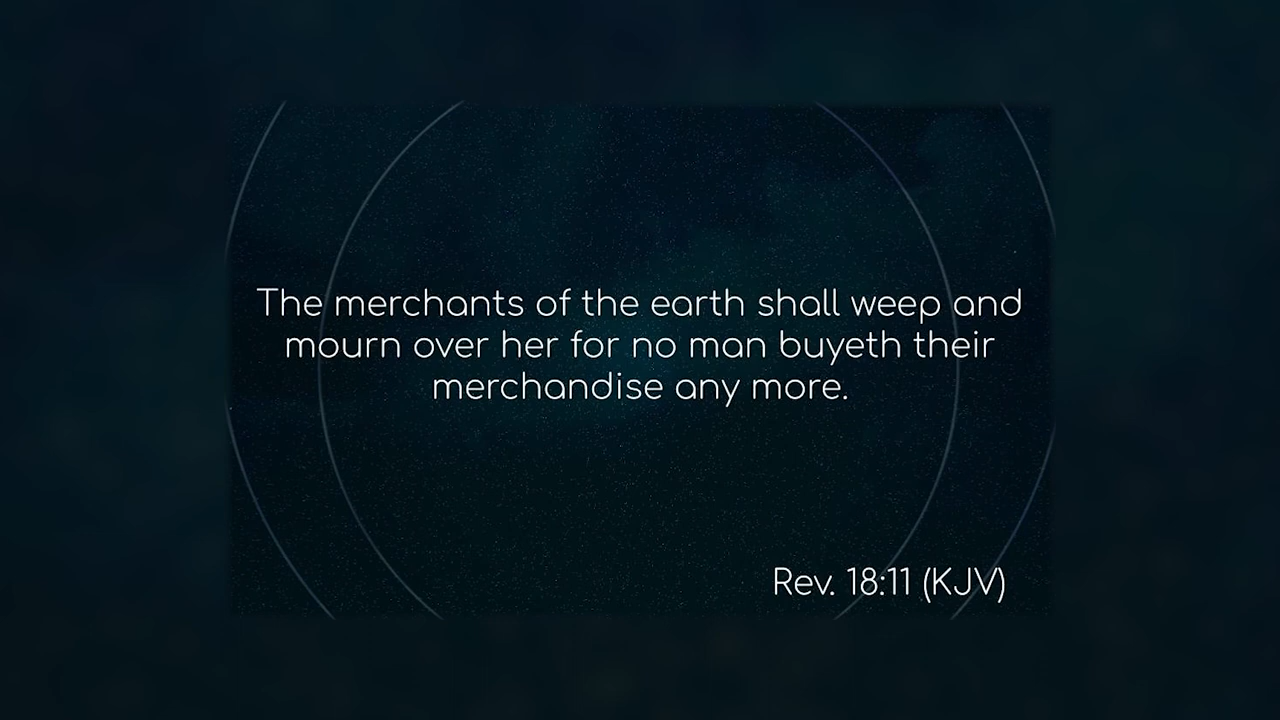 The merchants of the earth shall weep and
mourn over her for no man buyeth their
merchandise any more.
Rev. 18:11 (KJV)